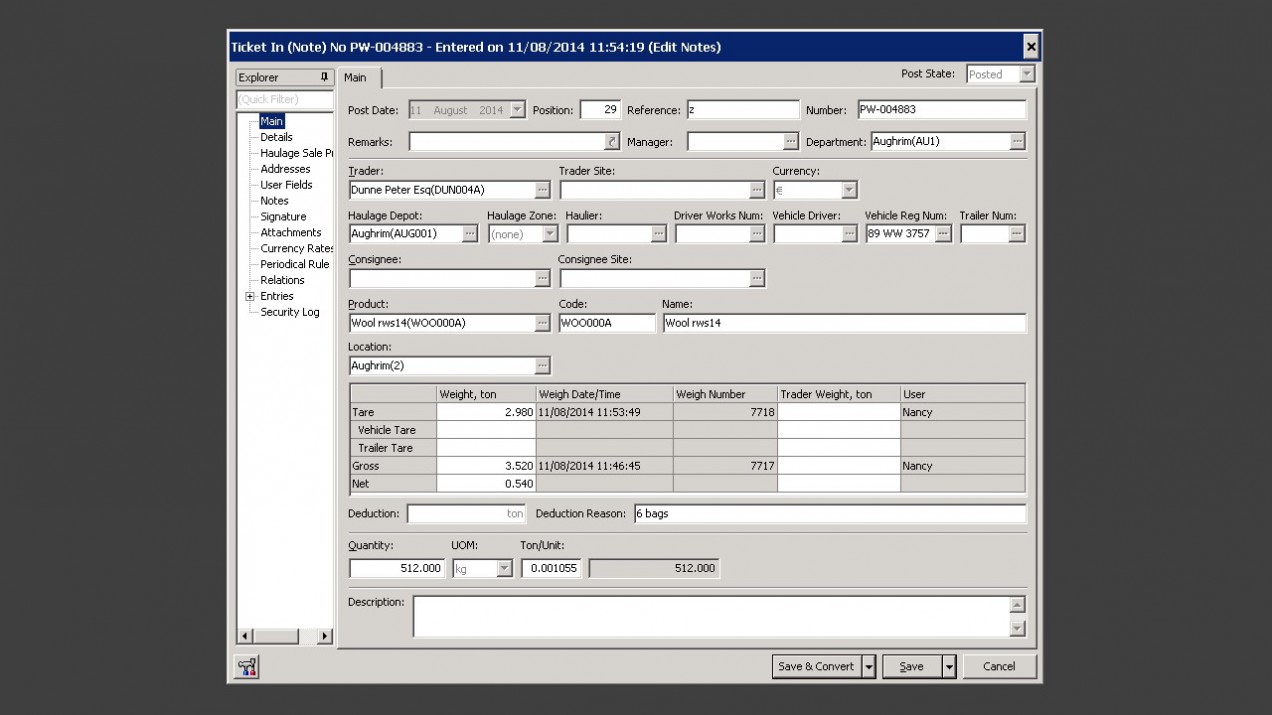 Ticket In (Note) No PW-004883 - Entered on 11/08/2014 11:54:19 (Edit Notes)
Explorer
(Quick Filter)
Main
Details
Haulage Sale Pr
Addresses
User Fields
Notes
Signature
Attachments
Currency Rates
Periodical Rule
Relations
Entries
Security Log
Main
Post State: Posted
Post Date: 11 August 2014 Position: 29 Reference: z Number: PW-004883
Remarks: Manager: Department: Aughrim(AU1)
Trader: Trader Site: Currency:
Dunne Peter Esq(DUN004A) €
Haulage Depot: Haulage Zone: Haulier: Driver Works Num: Vehicle Driver: Vehicle Reg Num: Trailer Num:
Aughrim(AUG001) (none) 89 WW 3757
Consignee: Consignee Site:
Product: Code: Name:
Wool rws14(WOO000A) WOO000A Wool rws14
Location:
Aughrim(2)
Weight, ton Weigh Date/Time Weigh Number Trader Weight, ton User
Tare 2.980 11/08/2014 11:53:49 7718 Nancy
Vehicle Tare
Trailer Tare
Gross 3.520 11/08/2014 11:46:45 7717 Nancy
Net 0.540
Deduction: ton Deduction Reason: 6 bags
Quantity: UOM: Ton/Unit:
512.000 kg 0.001055 512.000
Description:
Save & Convert Save Cancel